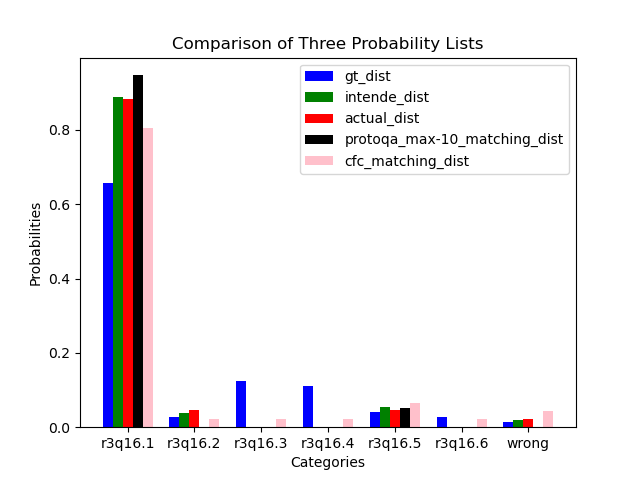 Comparison of Three Probability Lists
gt_dist
intende_dist
actual_dist
protoqa_max-10_matching_dist
cfc_matching_dist
Probabilities
0.8
0.6
0.4
0.2
0.0
r3q16.1 r3q16.2 r3q16.3 r3q16.4 r3q16.5 r3q16.6 wrong
Categories